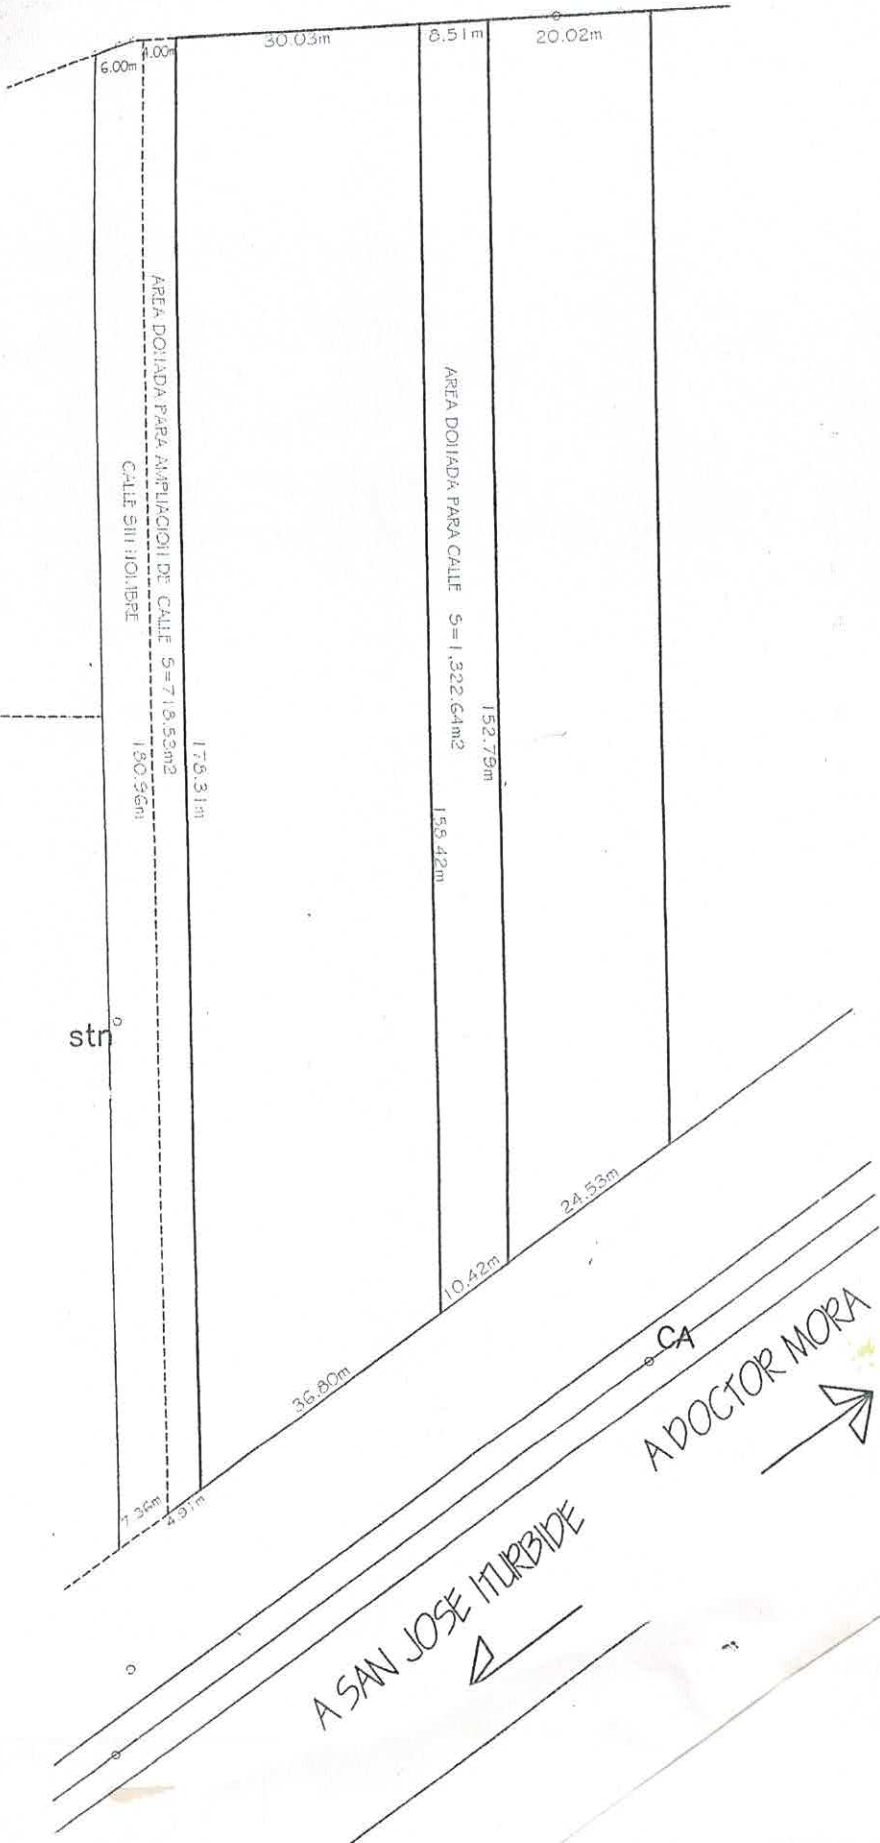 30.03m
8.51m
20.02m
6.00m
4.00m
AREA DONADA PARA AMPLIACION DE CALLE S=718.53m2
CALLE SIN NOMBRE
AREA DONADA PARA CALLE S=1,322.64m2
152.79m
178.31m
180.96m
158.42m
stn
24.53m
10.42m
36.80m
7.36m
4.91m
CA
A DOCTOR MORA
A SAN JOSE ITURBIDE